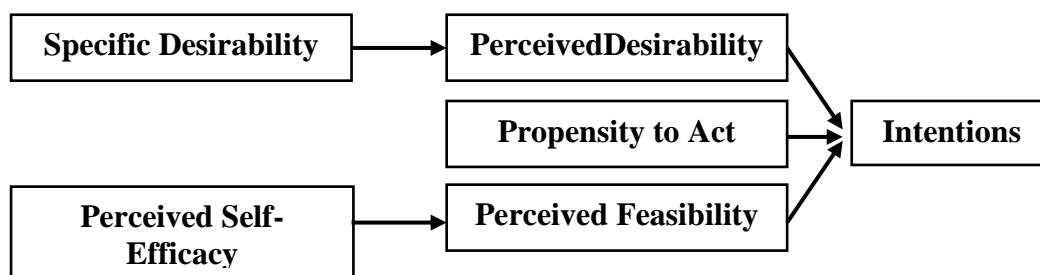 Specific Desirability
PerceivedDesirability
Propensity to Act
Intentions
Perceived Self-
Efficacy
Perceived Feasibility